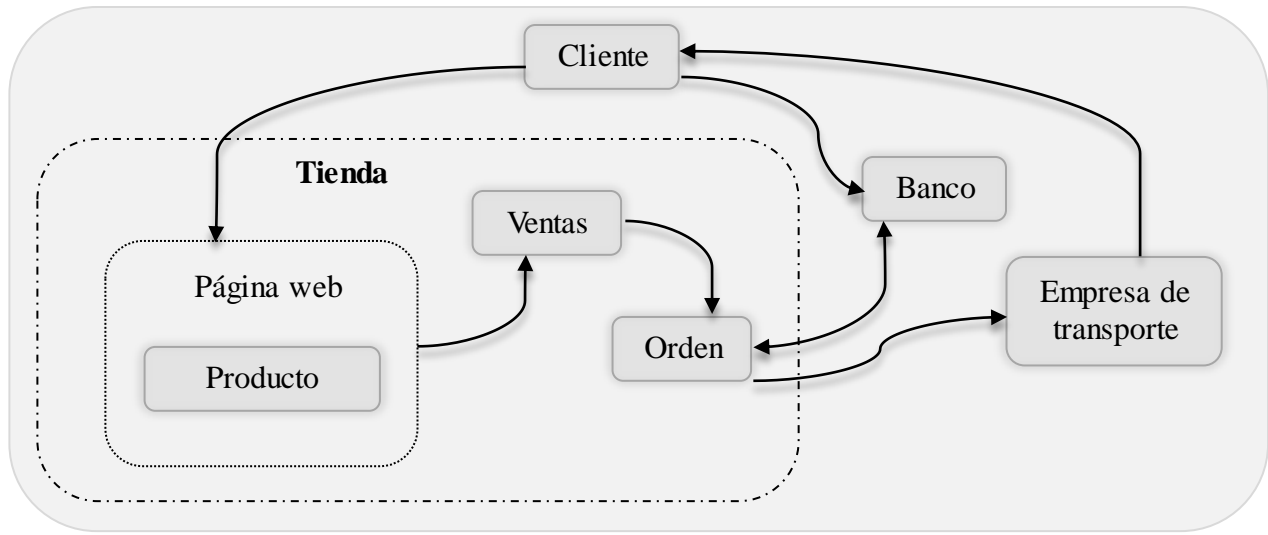 Cliente
Tienda
Banco
Ventas
Página web
Empresa de
transporte
Orden
Producto